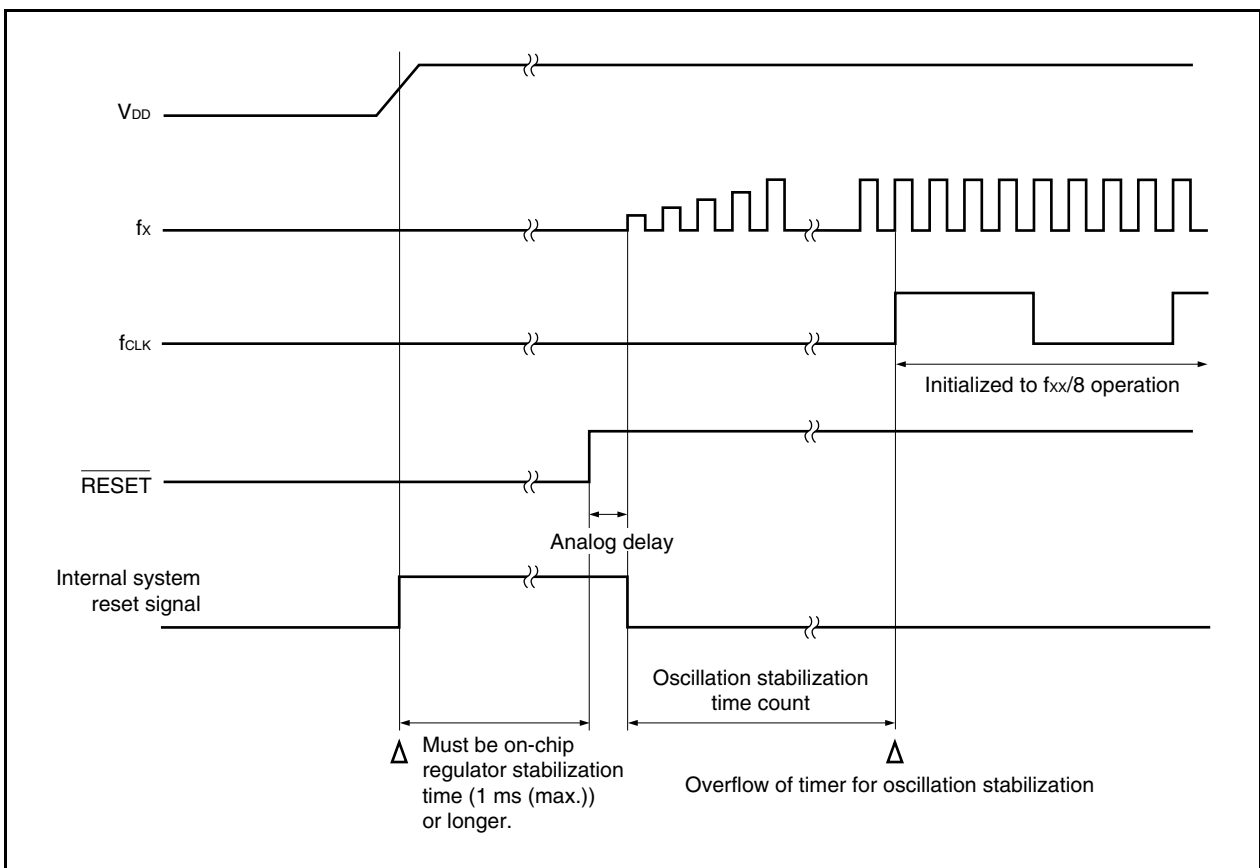 VDD
fX
fCLK
Initialized to fXX/8 operation
RESET
Analog delay
Internal system
reset signal
Oscillation stabilization
time count
Must be on-chip
regulator stabilization
time (1 ms (max.))
or longer.
Overflow of timer for oscillation stabilization